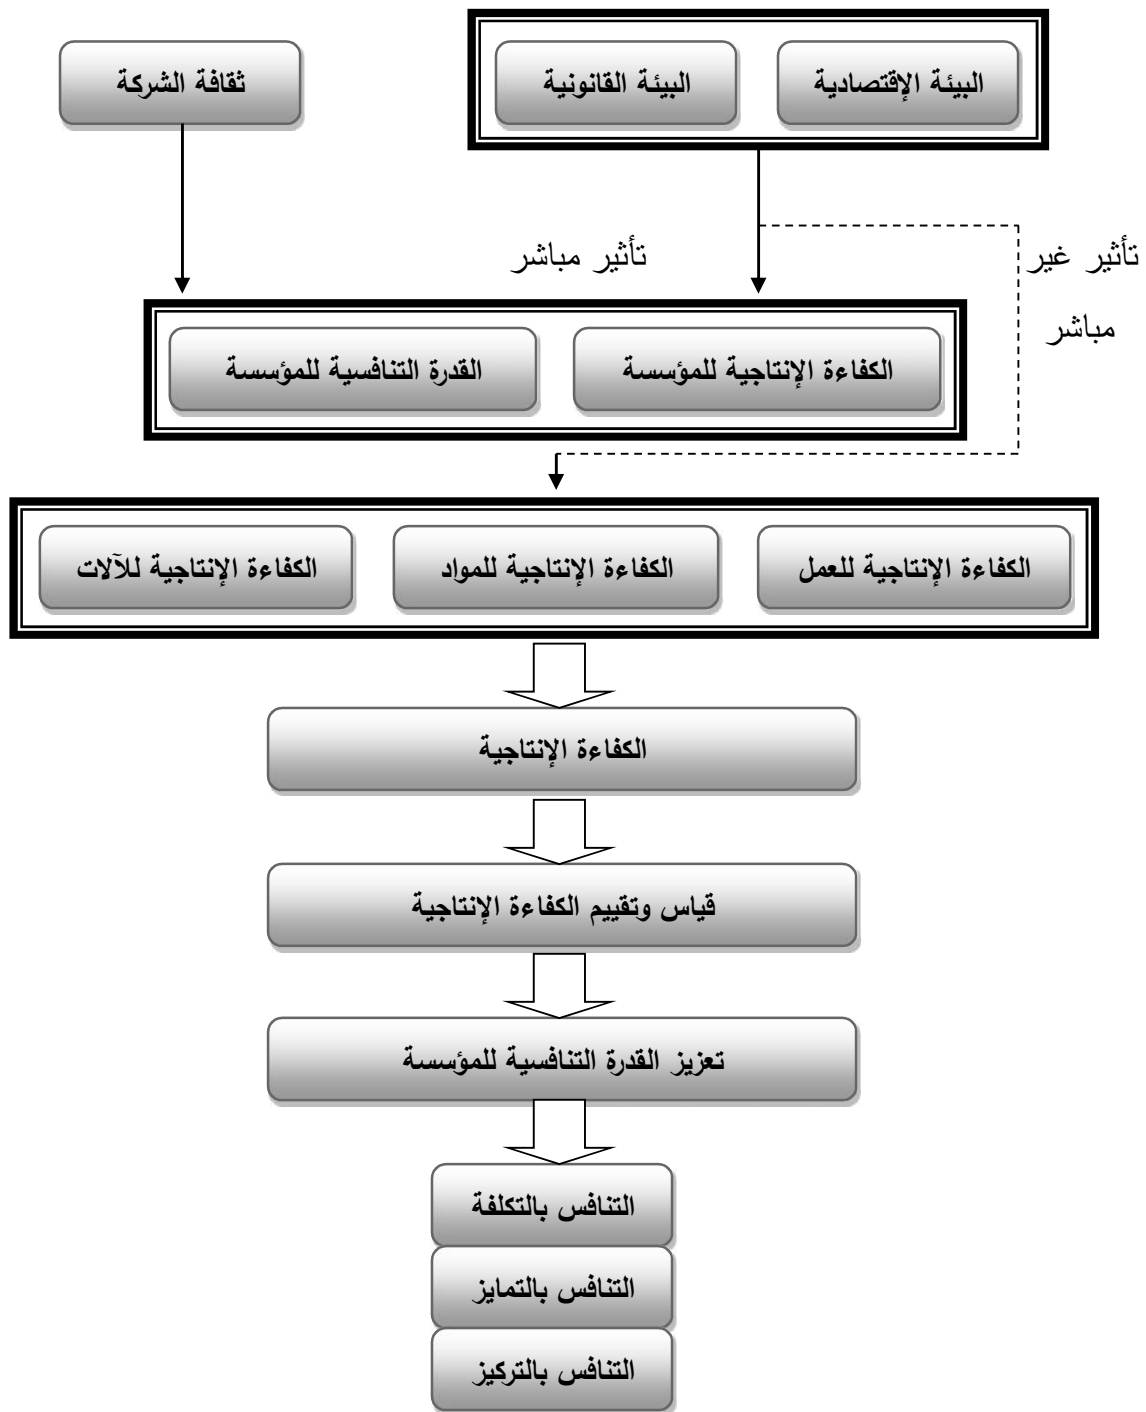 البيئة الإقتصادية
البيئة القانونية
ثقافة الشركة
تأثير غير
مباشر
تأثير مباشر
الكفاءة الإنتاجية للمؤسسة
القدرة التنافسية للمؤسسة
الكفاءة الإنتاجية للعمل
الكفاءة الإنتاجية للمواد
الكفاءة الإنتاجية للآلات
الكفاءة الإنتاجية
قياس وتقييم الكفاءة الإنتاجية
تعزيز القدرة التنافسية للمؤسسة
التنافس بالتكلفة
التنافس بالتمايز
التنافس بالتركيز